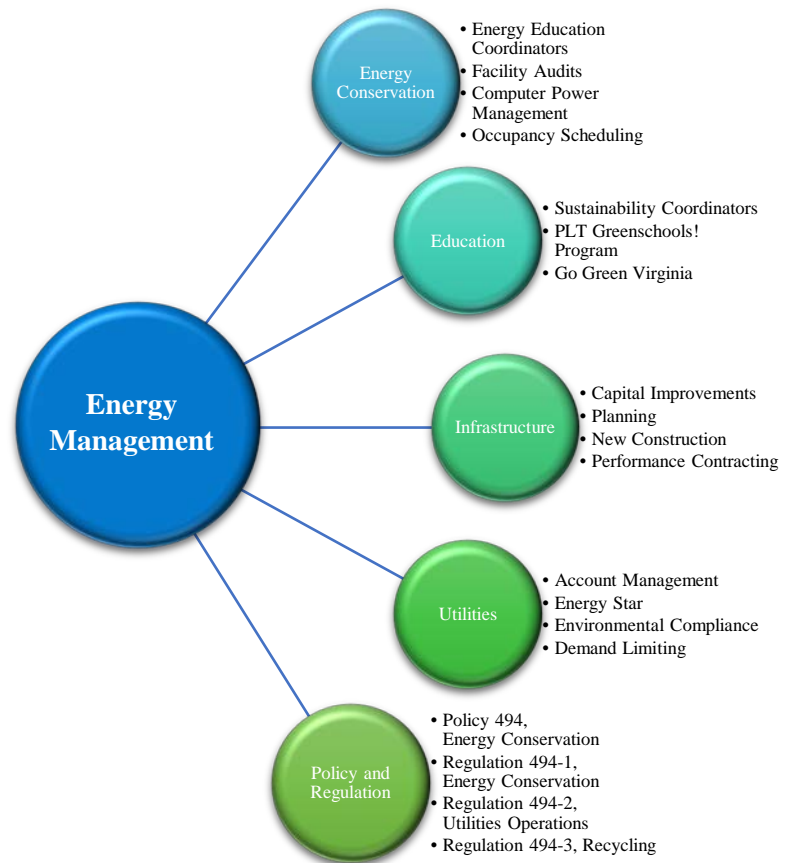 Energy
Management
Energy
Conservation
• Energy Education
Coordinators
• Facility Audits
• Computer Power
Management
• Occupancy Scheduling
Education
• Sustainability Coordinators
• PLT Greenschools!
Program
• Go Green Virginia
Infrastructure
• Capital Improvements
• Planning
• New Construction
• Performance Contracting
Utilities
• Account Management
• Energy Star
• Environmental Compliance
• Demand Limiting
Policy and
Regulation
• Policy 494,
Energy Conservation
• Regulation 494-1,
Energy Conservation
• Regulation 494-2,
Utilities Operations
• Regulation 494-3, Recycling